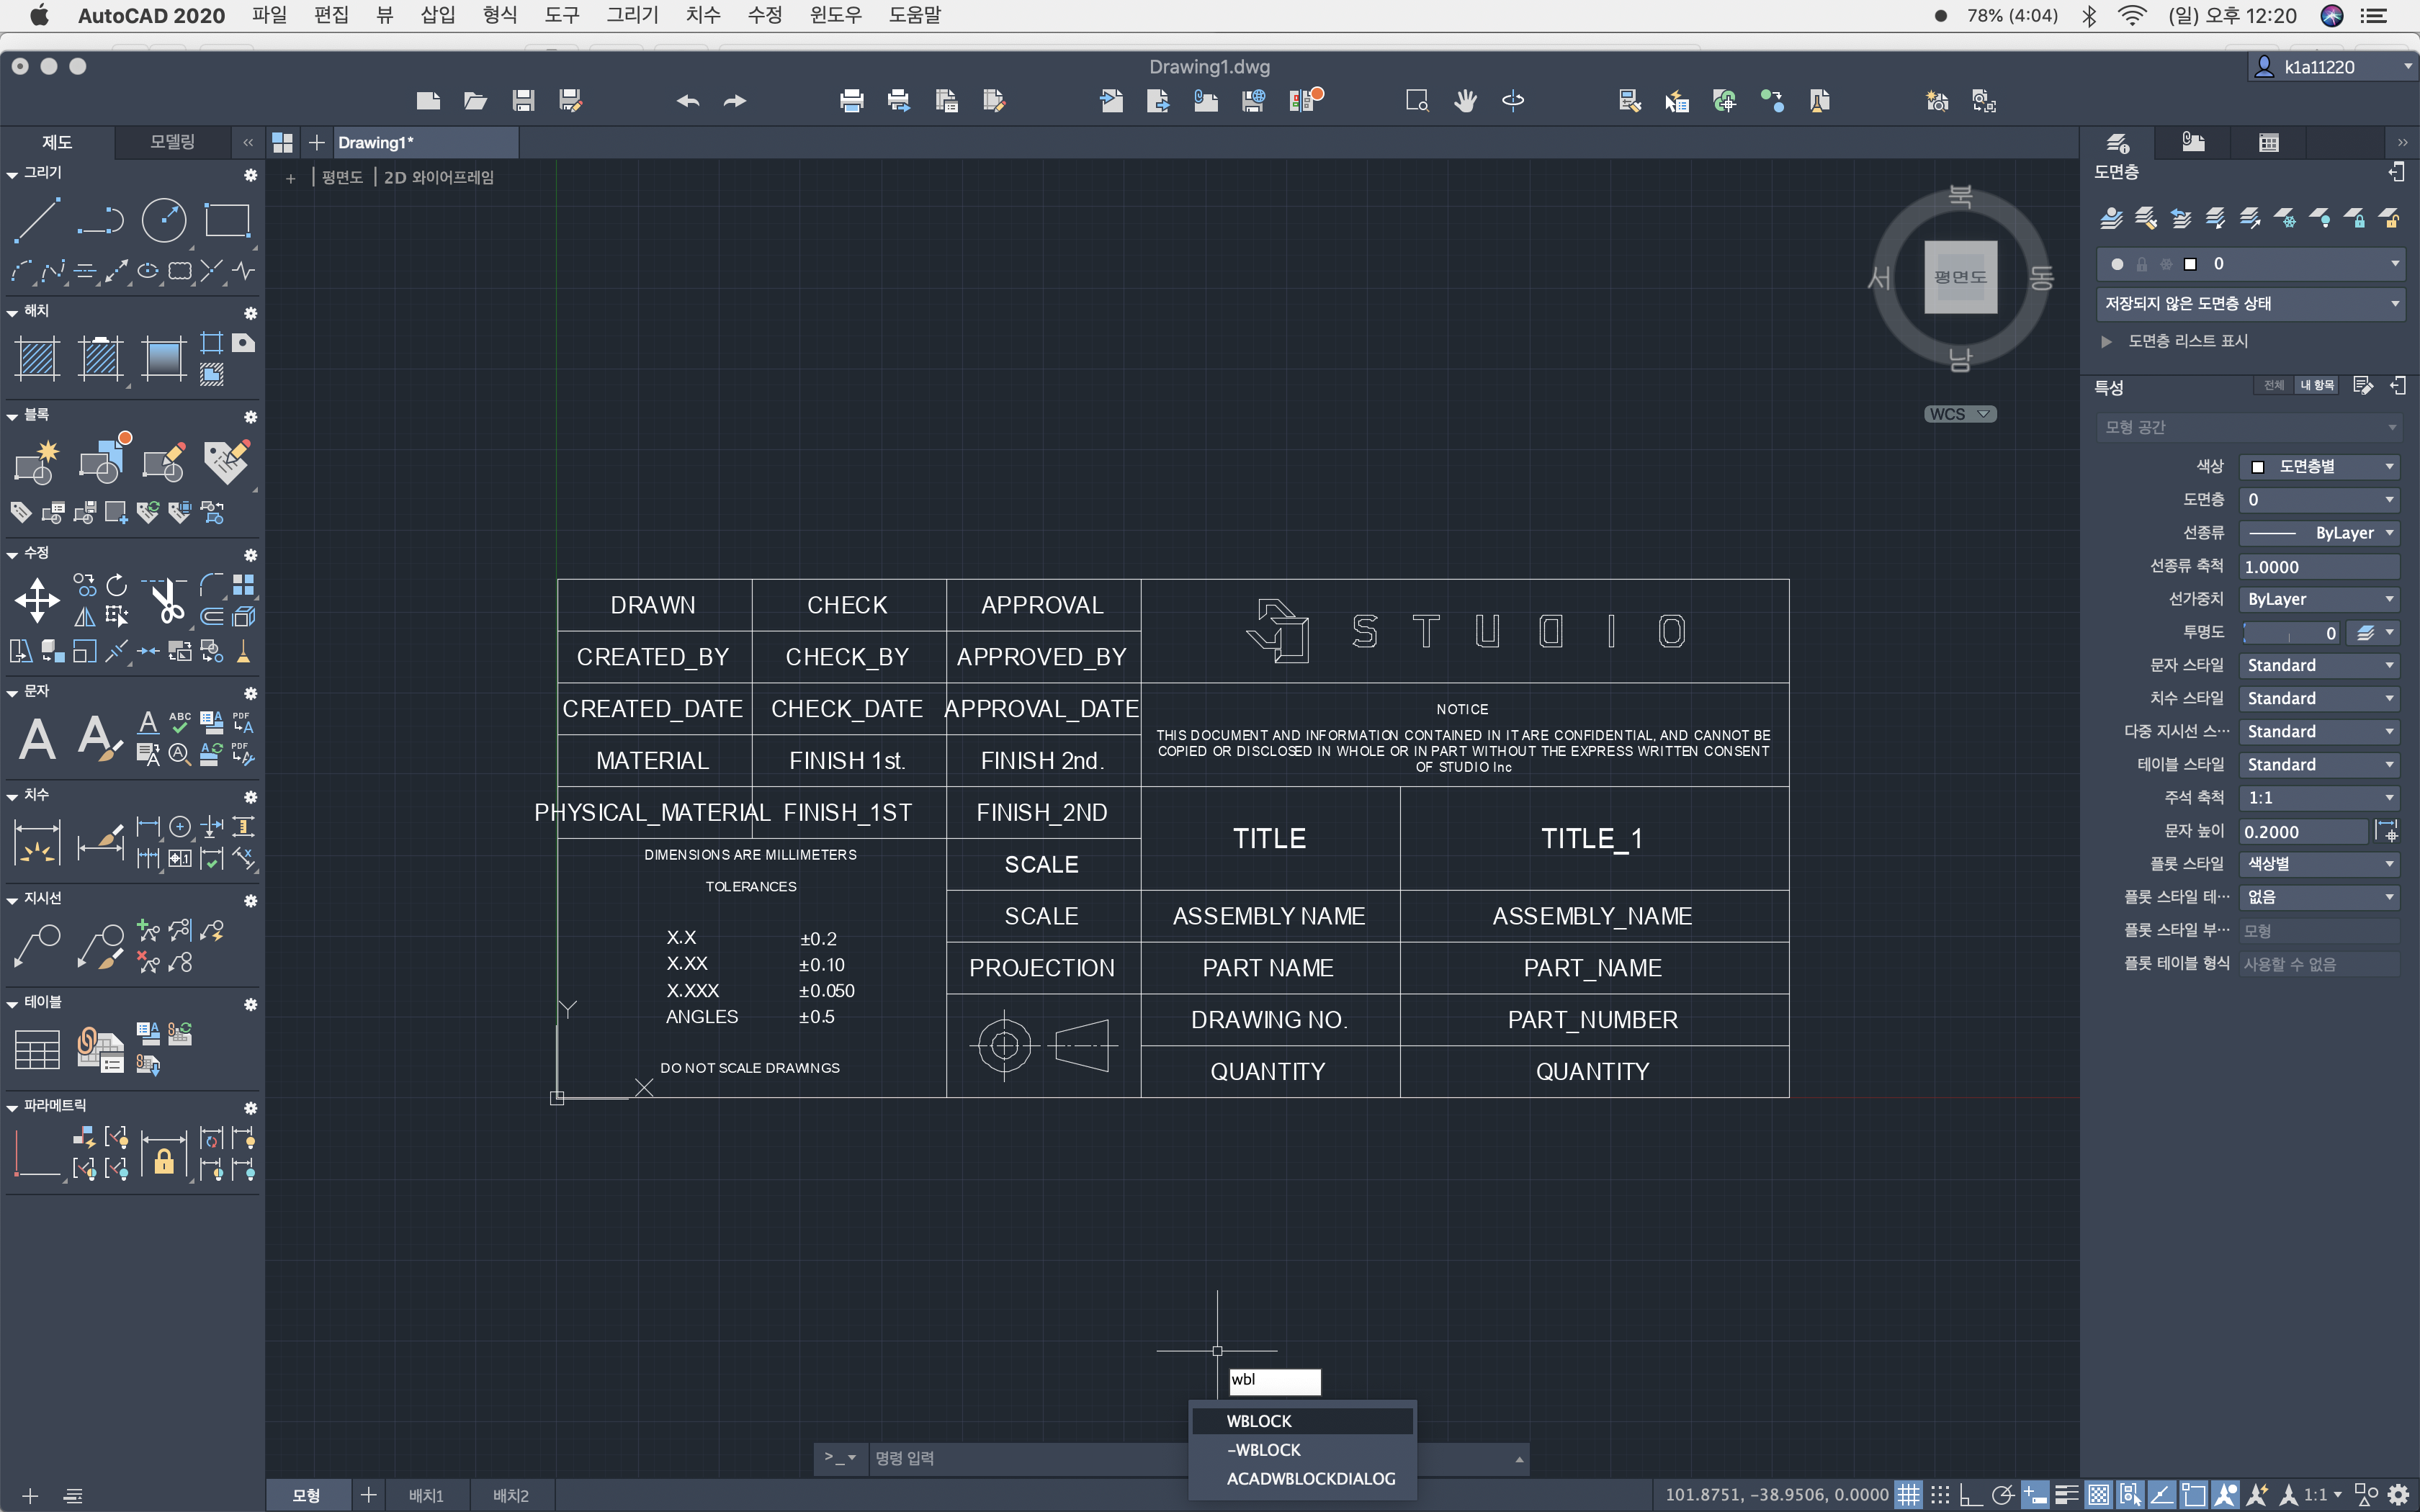 AutoCAD 2020 파일 편집 뷰 삽입 형식 도구 그리기 치수 수정 윈도우 도움말 78% (4:04) (일) 오후 12:20
Drawing1.dwg k1a11220
제도 모델링 « Drawing1* »
+ 평면도 2D 와이어프레임
그리기
해치
블록
수정
문자
ABC
PDF
PDF
치수
지시선
테이블
파라메트릭
북
서 평면도 동
남
WCS
DRAWN CHECK APPROVAL
STUDIO
CREATED_BY CHECK_BY APPROVED_BY
CREATED_DATE CHECK_DATE APPROVAL_DATE
NOTICE
THIS DOCUMENT AND INFORMATION CONTAINED IN IT ARE CONFIDENTIAL, AND CANNOT BE
COPIED OR DISCLOSED IN WHOLE OR IN PART WITHOUT THE EXPRESS WRITTEN CONSENT
OF STUDIO Inc
MATERIAL FINISH 1st. FINISH 2nd.
PHYSICAL_MATERIAL FINISH_1ST FINISH_2ND
TITLE TITLE_1
DIMENSIONS ARE MILLIMETERS
TOLERANCES
X.X ±0.2
X.XX ±0.10
X.XXX ±0.050
ANGLES ±0.5
DO NOT SCALE DRAWINGS
Y
X
SCALE
SCALE ASSEMBLY NAME ASSEMBLY_NAME
PROJECTION PART NAME PART_NAME
DRAWING NO. PART_NUMBER
QUANTITY QUANTITY
wbl
WBLOCK
-WBLOCK
ACADWBLOCKDIALOG
>_ 명령 입력
모형 + 배치1 배치2
101.8751, -38.9506, 0.0000 1:1
도면층
0
저장되지 않은 도면층 상태
도면층 리스트 표시
특성 전체 내 항목
모형 공간
색상 도면층별
도면층 0
선종류 ByLayer
선종류 축척 1.0000
선가중치 ByLayer
투명도 0
문자 스타일 Standard
치수 스타일 Standard
다중 지시선 스⋯ Standard
테이블 스타일 Standard
주석 축척 1:1
문자 높이 0.2000
플롯 스타일 색상별
플롯 스타일 테⋯ 없음
플롯 스타일 부⋯ 모형
플롯 테이블 형식 사용할 수 없음